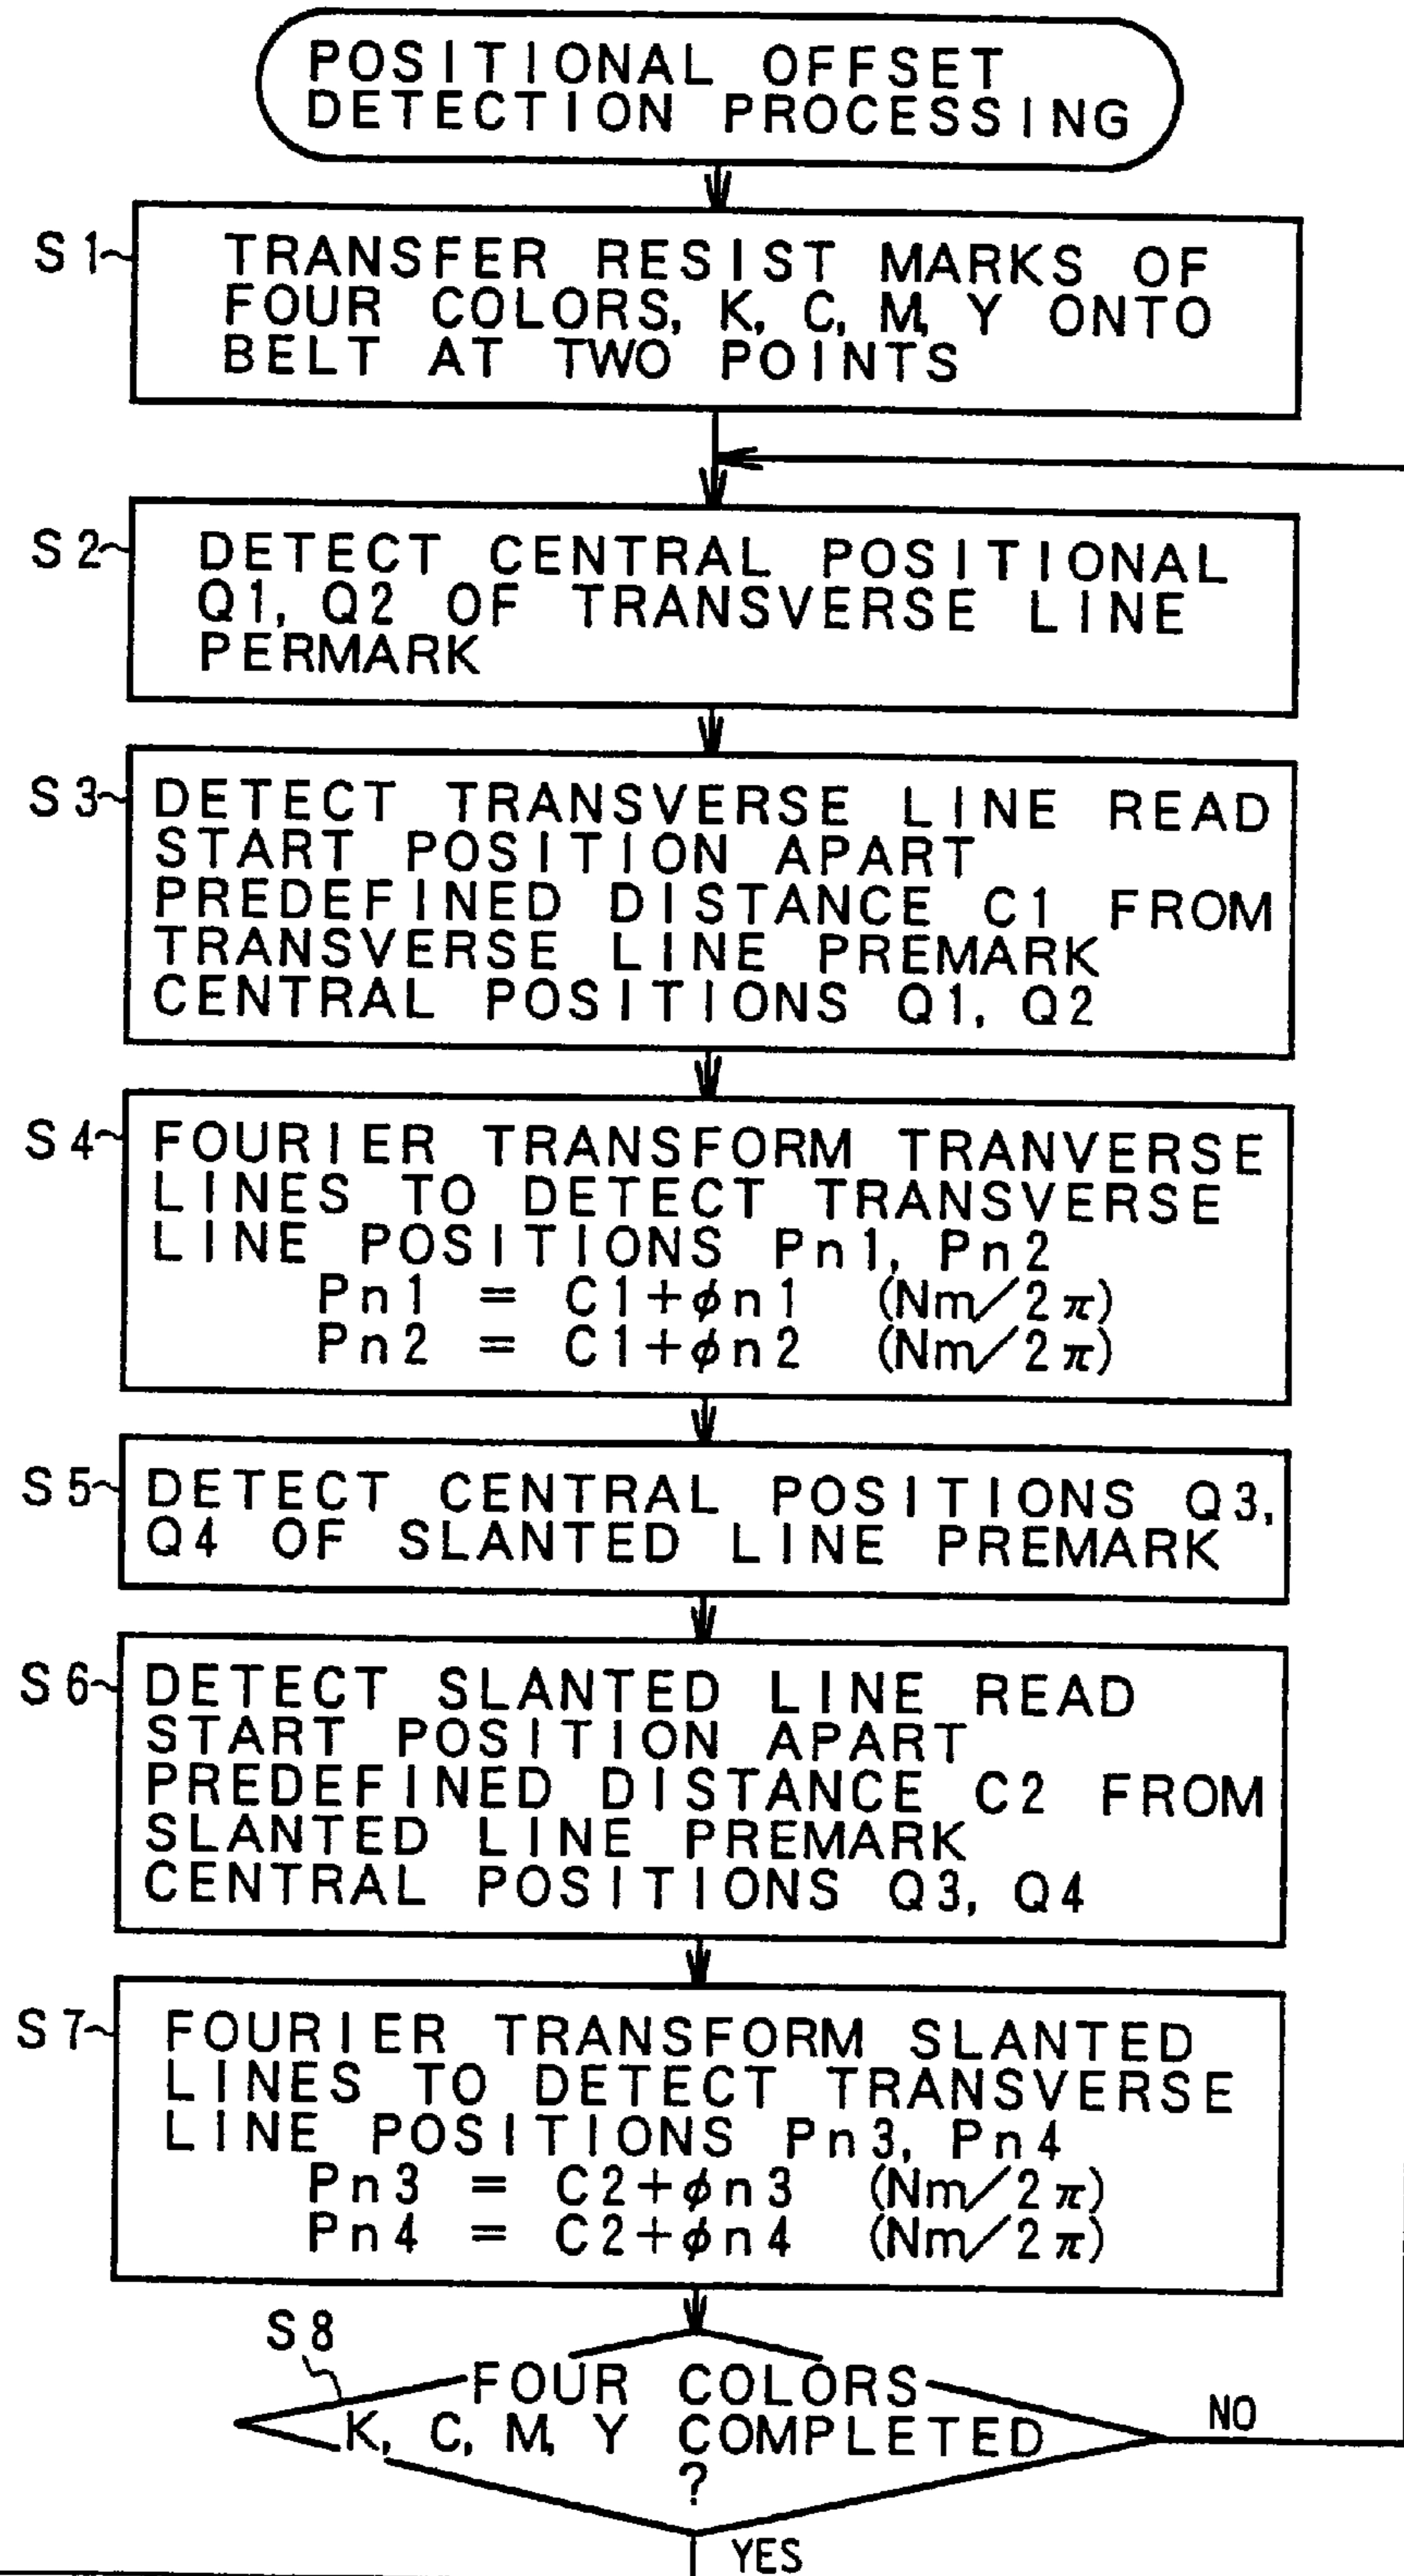 POSITIONAL OFFSET
DETECTION PROCESSING
S1
TRANSFER RESIST MARKS OF
FOUR COLORS, K, C, M, Y ONTO
BELT AT TWO POINTS
S2
DETECT CENTRAL POSITIONAL
Q1, Q2 OF TRANSVERSE LINE
PERMARK
S3
DETECT TRANSVERSE LINE READ
START POSITION APART
PREDEFINED DISTANCE C1 FROM
TRANSVERSE LINE PREMARK
CENTRAL POSITIONS Q1, Q2
S4
FOURIER TRANSFORM TRANVERSE
LINES TO DETECT TRANSVERSE
LINE POSITIONS Pn1, Pn2
Pn1 = C1+φn1 (Nm/2π)
Pn2 = C1+φn2 (Nm/2π)
S5
DETECT CENTRAL POSITIONS Q3,
Q4 OF SLANTED LINE PREMARK
S6
DETECT SLANTED LINE READ
START POSITION APART
PREDEFINED DISTANCE C2 FROM
SLANTED LINE PREMARK
CENTRAL POSITIONS Q3, Q4
S7
FOURIER TRANSFORM SLANTED
LINES TO DETECT TRANSVERSE
LINE POSITIONS Pn3, Pn4
Pn3 = C2+φn3 (Nm/2π)
Pn4 = C2+φn4 (Nm/2π)
S8
FOUR COLORS
K, C, M, Y COMPLETED
?
NO
YES